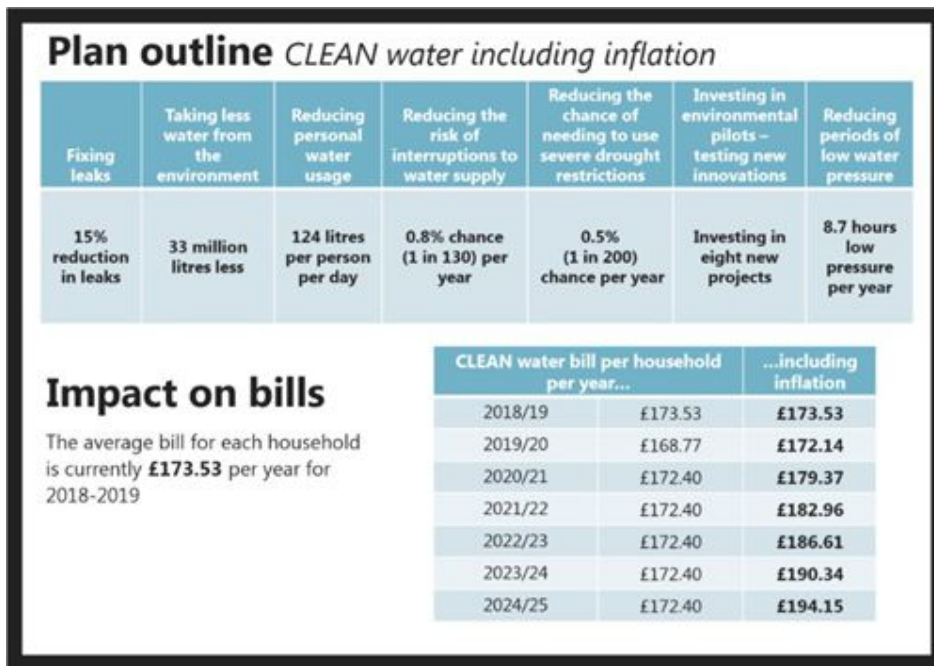 Plan outline CLEAN water including inflation
Fixing
leaks
Taking less
water from
the
environment
Reducing
personal
water
usage
Reducing the
risk of
interruptions to
water supply
Reducing the
chance of
needing to use
severe drought
restrictions
Investing in
environmental
pilots –
testing new
innovations
Reducing
periods of
low water
pressure
15%
reduction
in leaks
33 million
litres less
124 litres
per person
per day
0.8% chance
(1 in 130) per
year
0.5%
(1 in 200)
chance per year
Investing in
eight new
projects
8.7 hours
low
pressure
per year
Impact on bills
The average bill for each household
is currently £173.53 per year for
2018-2019
CLEAN water bill per household
per year...
...including
inflation
2018/19 £173.53 £173.53
2019/20 £168.77 £172.14
2020/21 £172.40 £179.37
2021/22 £172.40 £182.96
2022/23 £172.40 £186.61
2023/24 £172.40 £190.34
2024/25 £172.40 £194.15